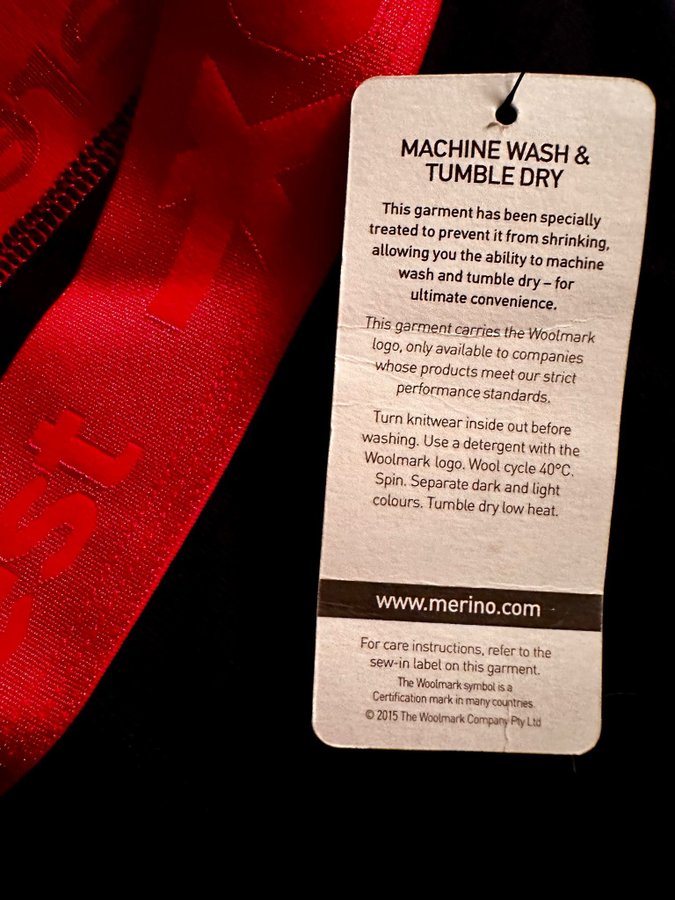 MACHINE WASH &
TUMBLE DRY
This garment has been specially
treated to prevent it from shrinking,
allowing you the ability to machine
wash and tumble dry – for
ultimate convenience.
This garment carries the Woolmark
logo, only available to companies
whose products meet our strict
performance standards.
Turn knitwear inside out before
washing. Use a detergent with the
Woolmark logo. Wool cycle 40°C.
Spin. Separate dark and light
colours. Tumble dry low heat.
www.merino.com
For care instructions, refer to the
sew-in label on this garment.
The Woolmark symbol is a
Certification mark in many countries.
© 2015 The Woolmark Company Pty Ltd